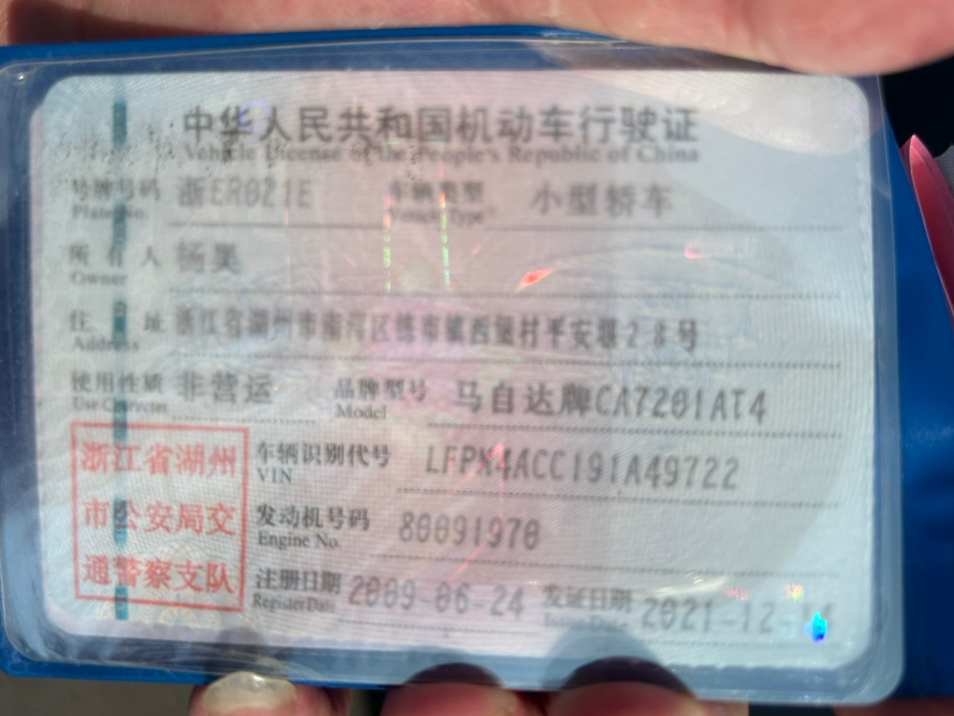 中华人民共和国机动车行驶证
Vehicle License of the People's Republic of China
号牌号码 浙ER021E 车辆类型 小型轿车
Plate No. Vehicle Type
所有人 杨
Owner
住址 浙江省湖州市南浔区练市镇西堡村平安堰28号
Address
使用性质 非营运 品牌型号 马自达牌CA7201AT4
Use Character Model
浙江省湖州 车辆识别代号 LFPX4ACC191A49722
VIN
市公安局交 发动机号码 80091970
Engine No.
通警察支队 注册日期 2009-06-24 发证日期 2021-12-
Register Date Issue Date